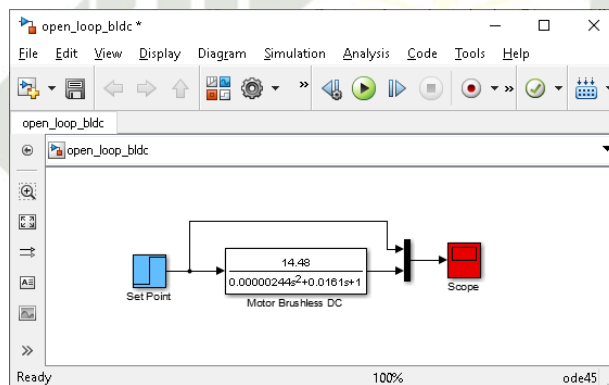 open_loop_bldc *
File Edit View Display Diagram Simulation Analysis Code Tools Help
open_loop_bldc
open_loop_bldc
14.48
0.00000244s²+0.0161s+1
Set Point
Motor Brushless DC
Scope
Ready 100% ode45